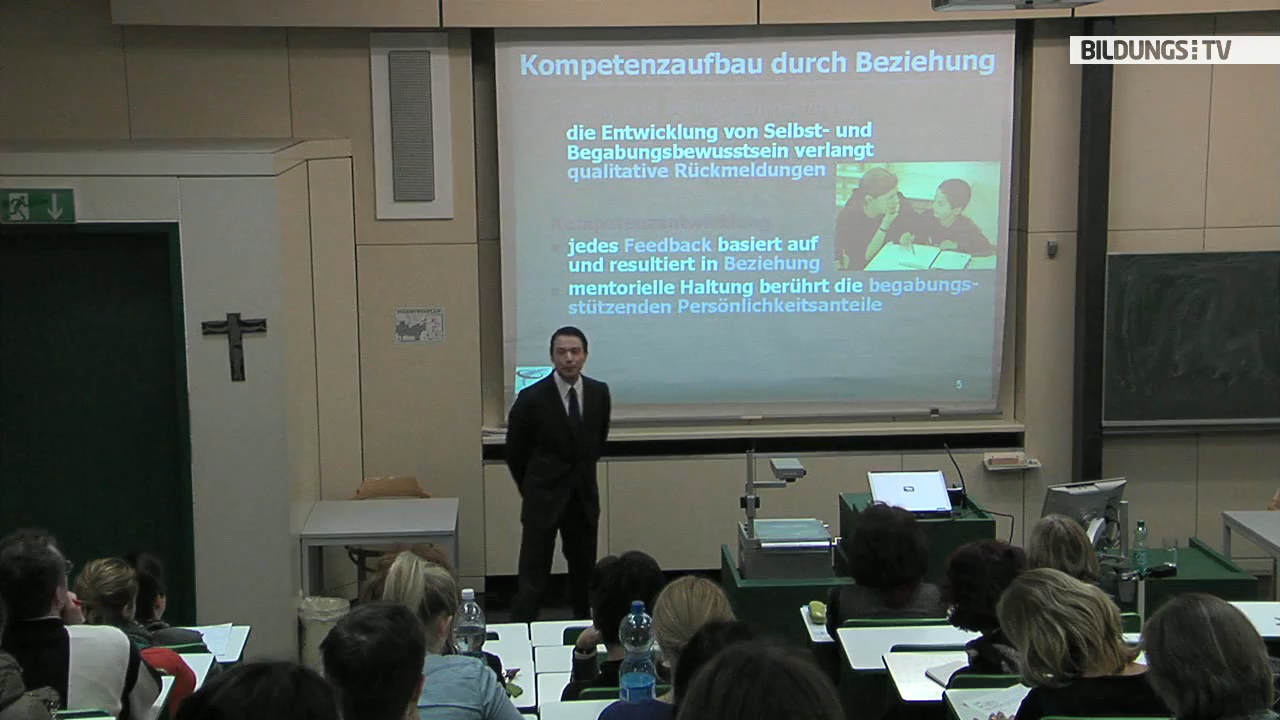 BILDUNGS TV
Kompetenzaufbau durch Beziehung
die Entwicklung von Selbst- und
Begabungsbewusstsein verlangt
qualitative Rückmeldungen
jedes Feedback basiert auf
und resultiert in Beziehung
mentorielle Haltung berührt die begabungs-
stützenden Persönlichkeitsanteile
5